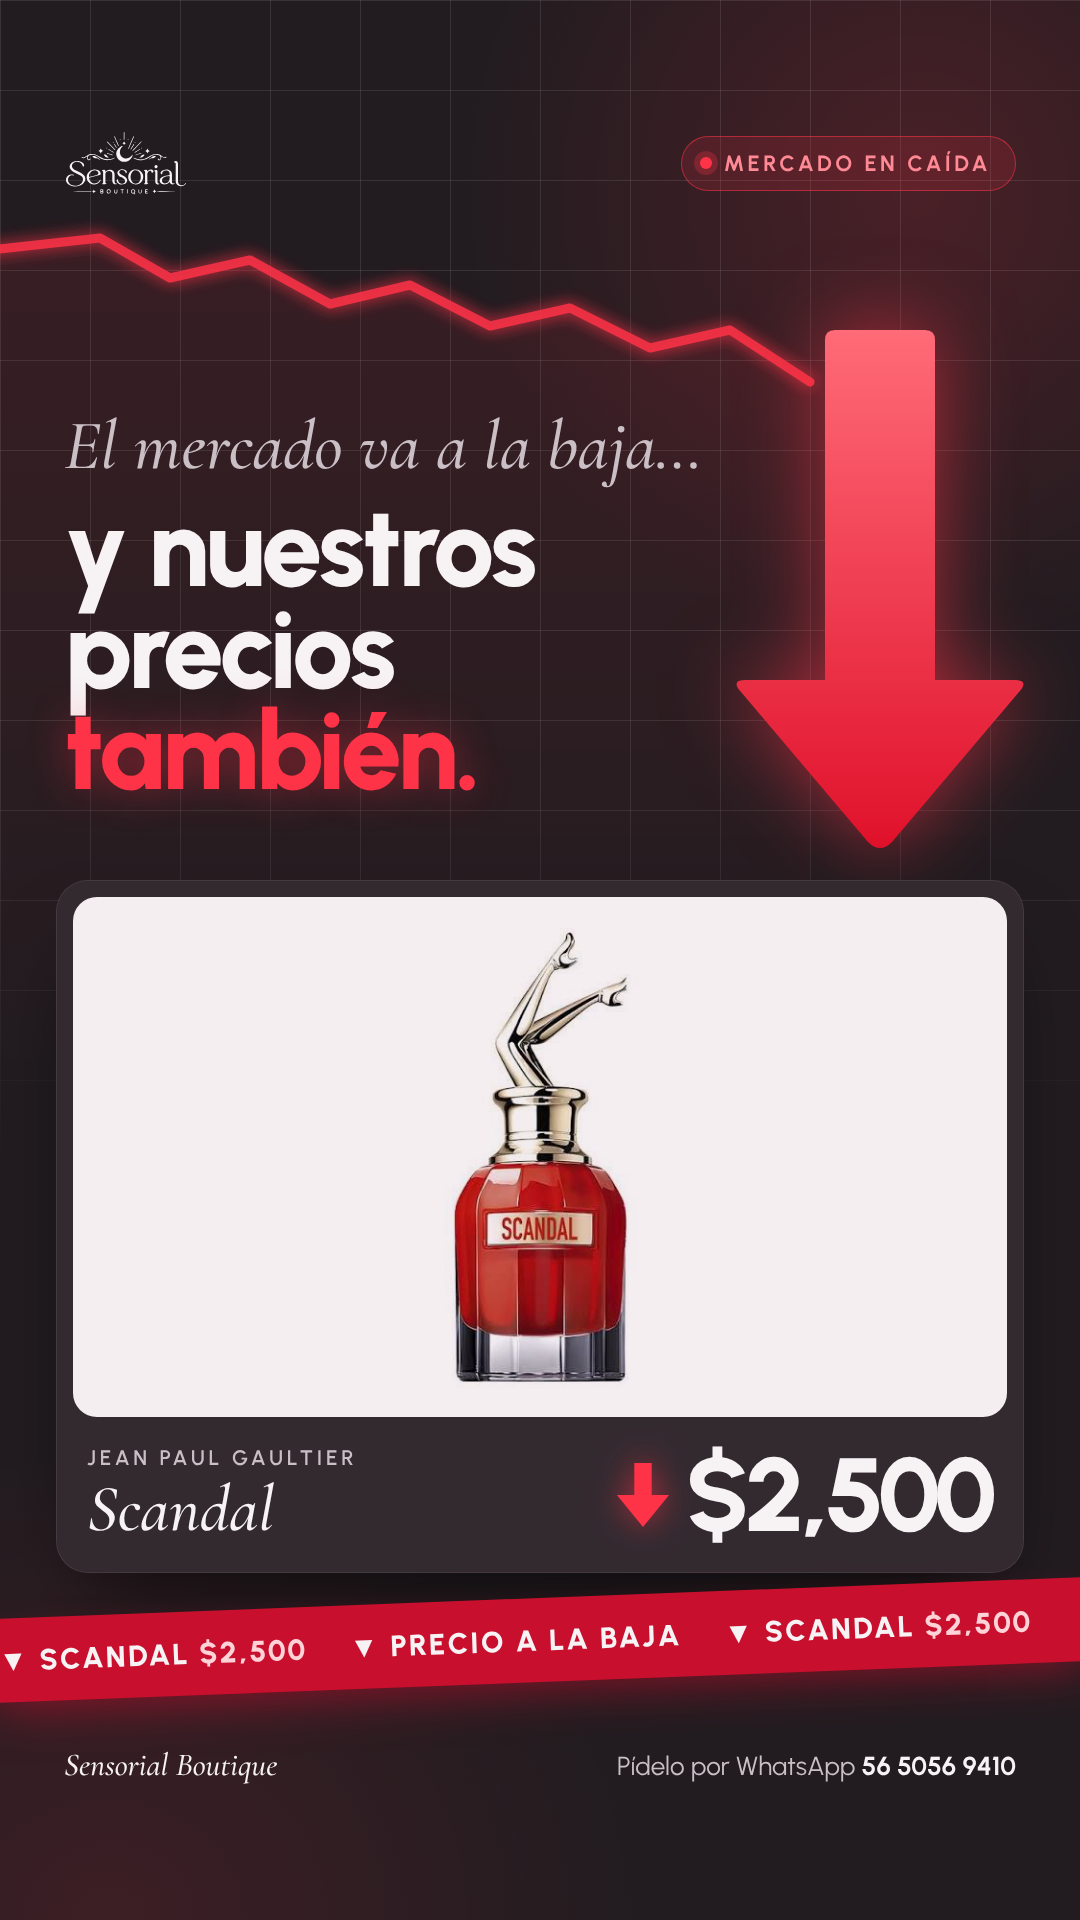 Sensorial
BOUTIQUE
MERCADO EN CAÍDA
El mercado va a la baja...
y nuestros
precios
también.
SCANDAL
JEAN PAUL GAULTIER
Scandal
$2,500
▼ SCANDAL $2,500 ▼ PRECIO A LA BAJA ▼ SCANDAL $2,500
Sensorial Boutique
Pídelo por WhatsApp 56 5056 9410